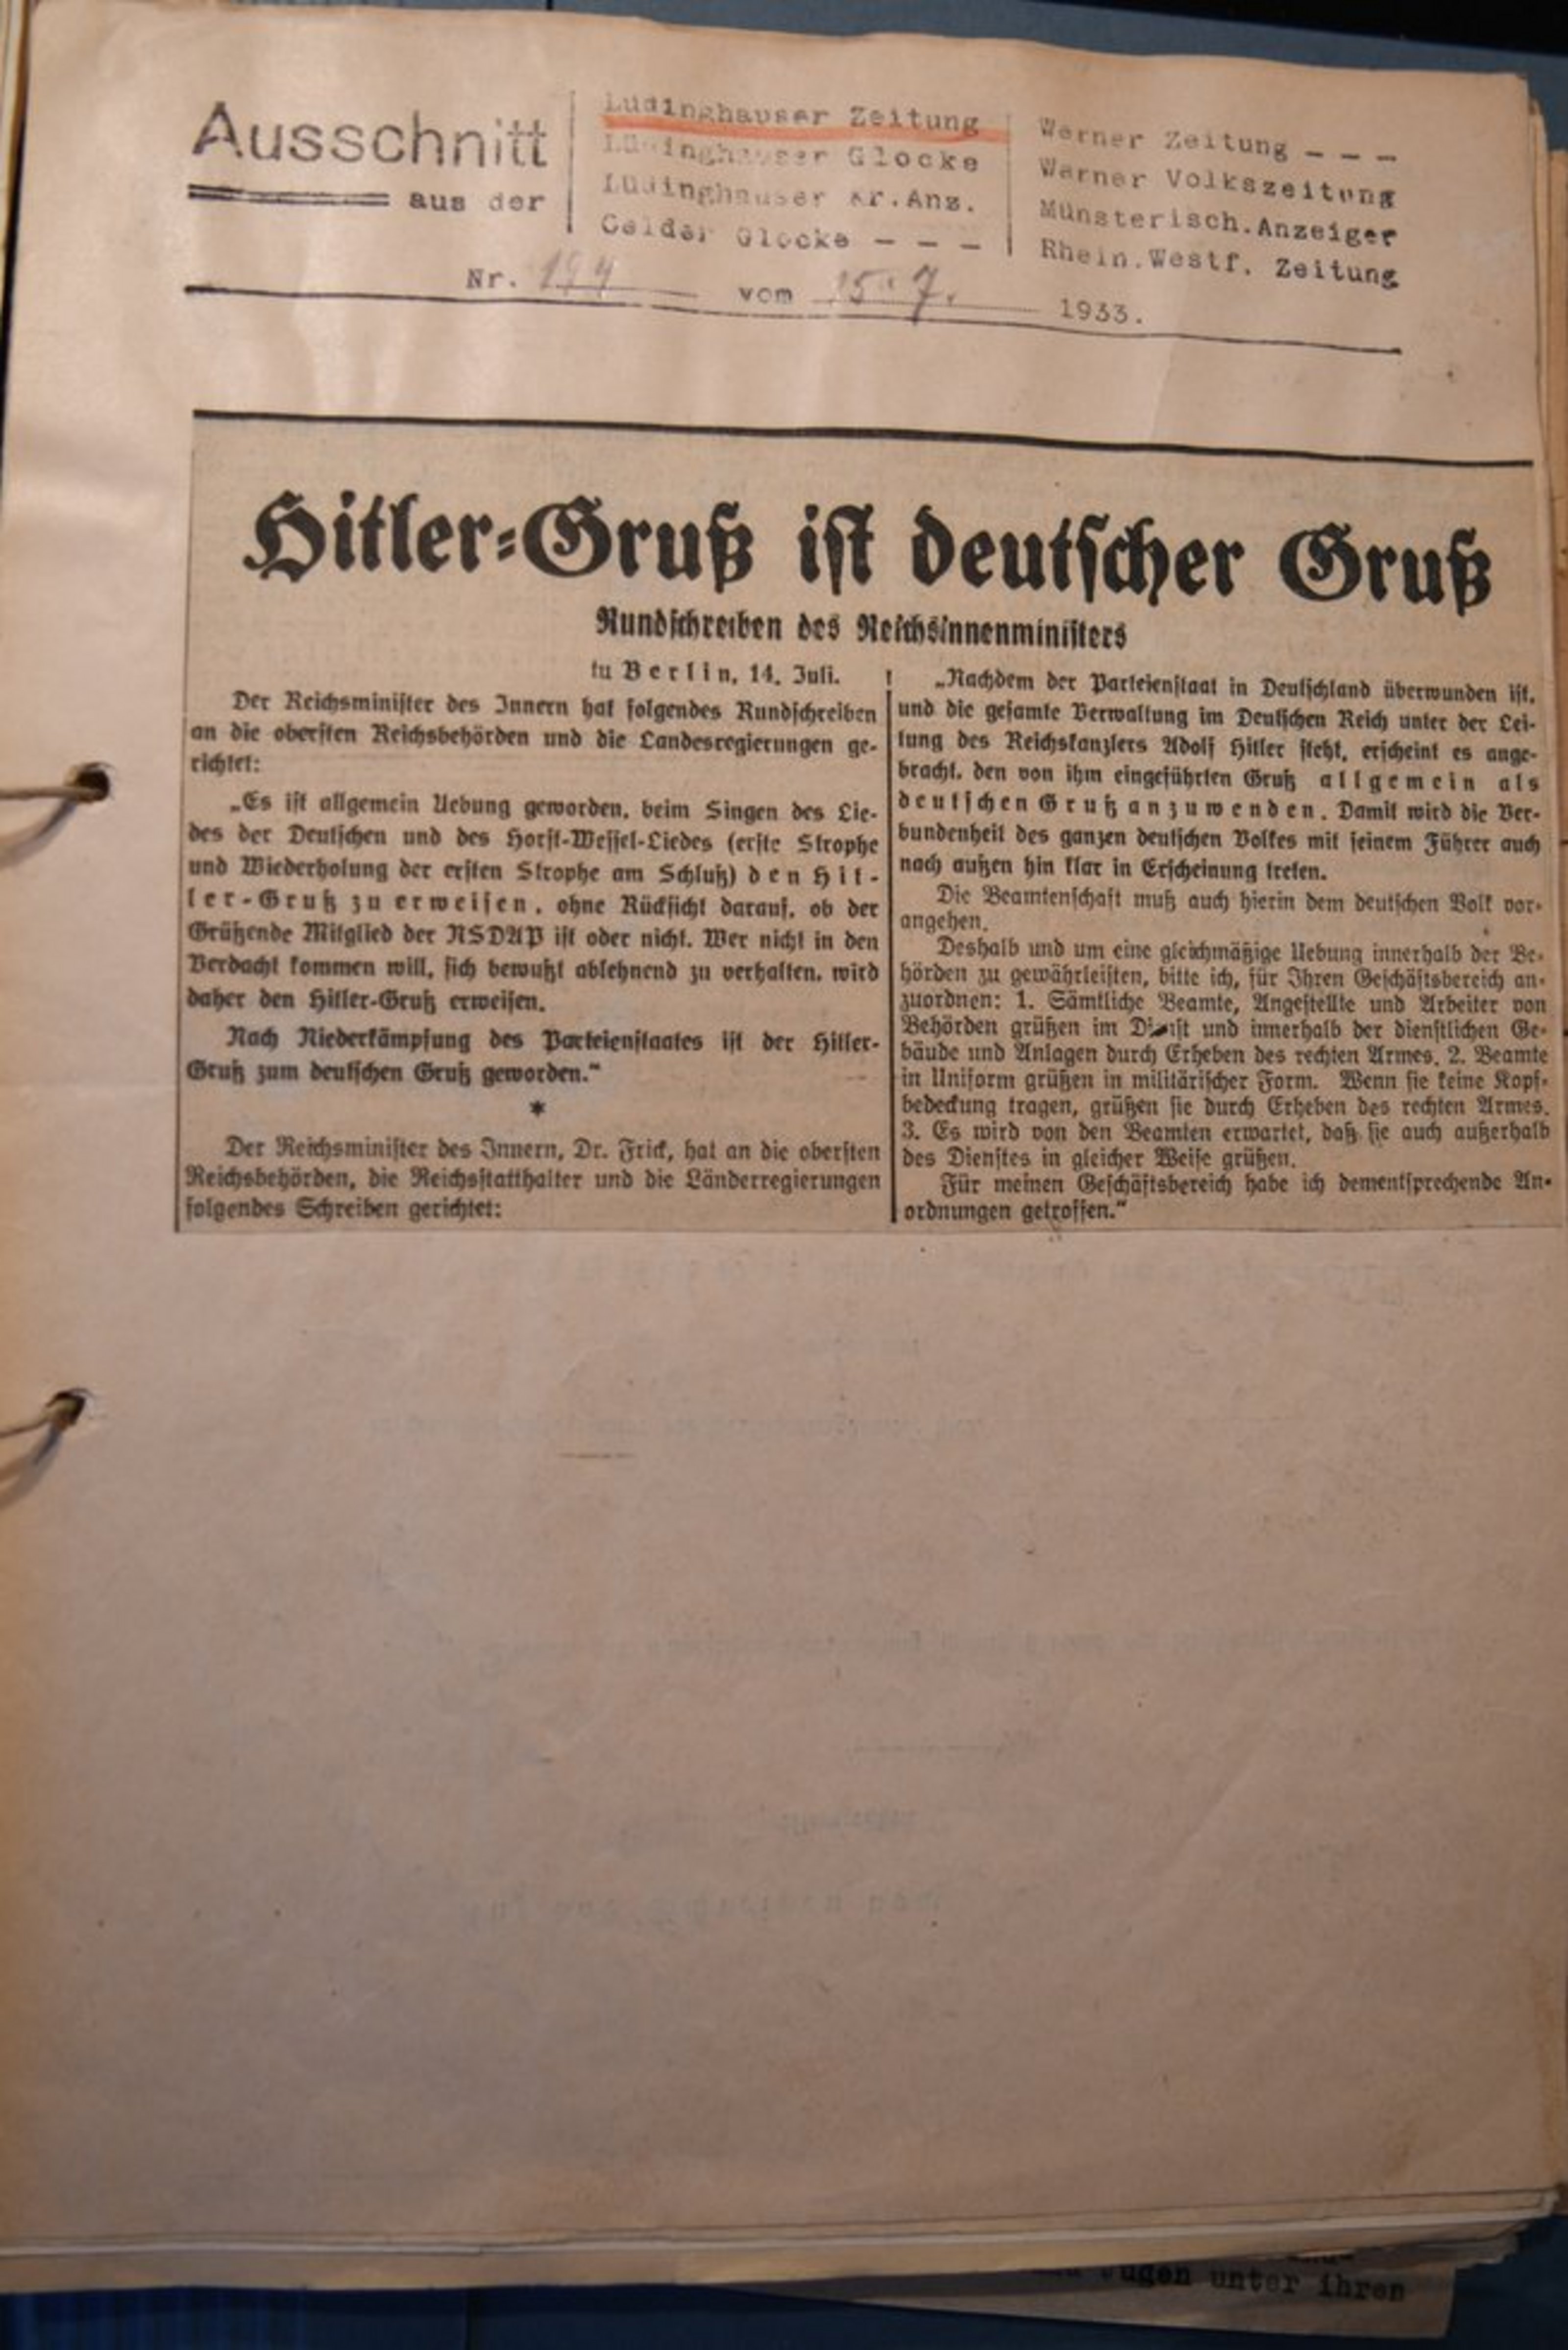 Ausschnitt
aus der
Lüdinghauser Zeitung
Lüdinghauser Glocke
Lüdinghauser Kr.Anz.
Glocke - - -
Werner Zeitung - - -
Werner Volkszeitung
Münsterisch.Anzeiger
Rhein.Westf. Zeitung
Nr. 194 vom 15. 7. 1933.
Hitler-Gruß ist deutscher Gruß
Rundschreiben des Reichsinnenministers
tu Berlin, 14. Juli.
Der Reichsminister des Innern hat folgendes Rundschreiben
an die obersten Reichsbehörden und die Landesregierungen ge-
richtet:
„Es ist allgemein Uebung geworden, beim Singen des Lie-
des der Deutschen und des Horst-Wessel-Liedes (erste Strophe
und Wiederholung der ersten Strophe am Schluß) den Hit-
ler-Gruß zu erweisen, ohne Rücksicht darauf, ob der
Grüßende Mitglied der NSDAP ist oder nicht. Wer nicht in den
Verdacht kommen will, sich bewußt ablehnend zu verhalten, wird
daher den Hitler-Gruß erweisen.
Nach Niederkämpfung des Parteienstaates ist der Hitler-
Gruß zum deutschen Gruß geworden.“
*
Der Reichsminister des Innern, Dr. Frick, hat an die obersten
Reichsbehörden, die Reichsstatthalter und die Länderregierungen
folgendes Schreiben gerichtet:
„Nachdem der Parteienstaat in Deutschland überwunden ist,
und die gesamte Verwaltung im Deutschen Reich unter der Lei-
tung des Reichskanzlers Adolf Hitler steht, erscheint es ange-
bracht, den von ihm eingeführten Gruß allgemein als
deutschen Gruß anzuwenden. Damit wird die Ver-
bundenheit des ganzen deutschen Volkes mit seinem Führer auch
nach außen hin klar in Erscheinung treten.
Die Beamtenschaft muß auch hierin dem deutschen Volk vor-
angehen.
Deshalb und um eine gleichmäßige Uebung innerhalb der Be-
hörden zu gewährleisten, bitte ich, für Ihren Geschäftsbereich an-
zuordnen: 1. Sämtliche Beamte, Angestellte und Arbeiter von
Behörden grüßen im Dienst und innerhalb der dienstlichen Ge-
bäude und Anlagen durch Erheben des rechten Armes. 2. Beamte
in Uniform grüßen in militärischer Form. Wenn sie keine Kopf-
bedeckung tragen, grüßen sie durch Erheben des rechten Armes.
3. Es wird von den Beamten erwartet, daß sie auch außerhalb
des Dienstes in gleicher Weise grüßen.
Für meinen Geschäftsbereich habe ich dementsprechende An-
ordnungen getroffen.“
unter ihren